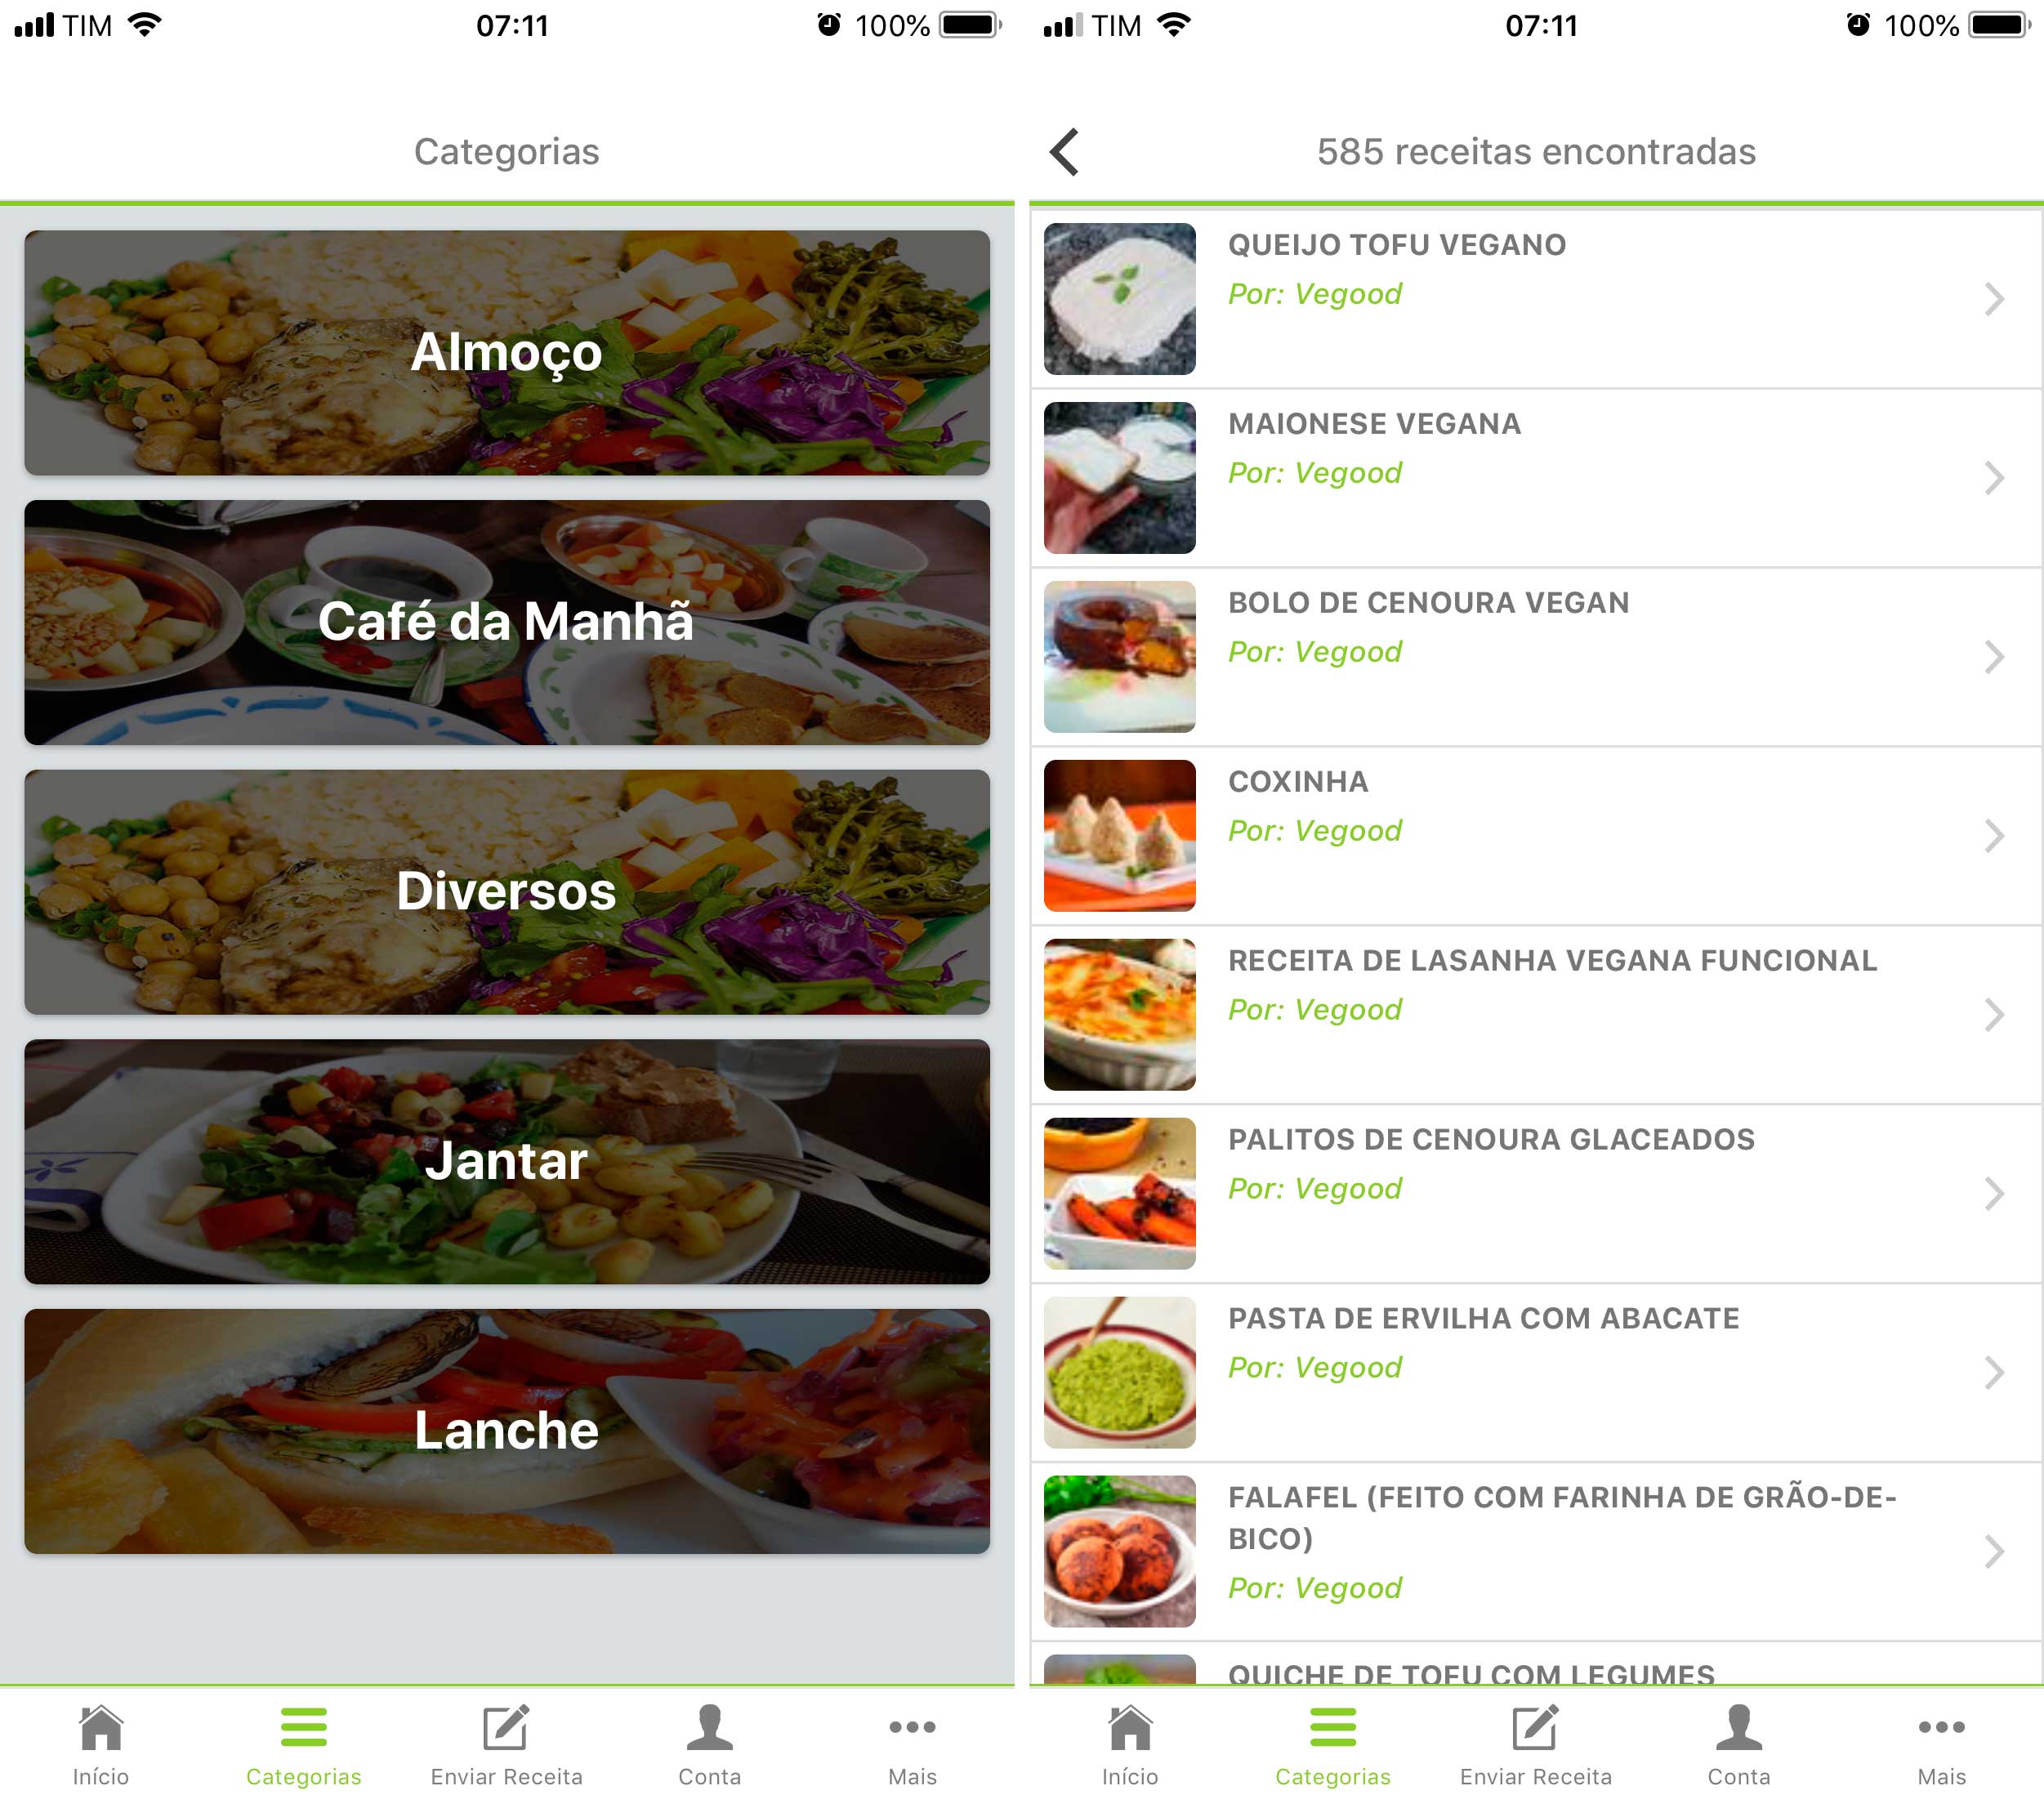 TIM
07:11
100%
Categorias
Almoço
Café da Manhã
Diversos
Jantar
Lanche
Início
Categorias
Enviar Receita
Conta
Mais
TIM
07:11
100%
585 receitas encontradas
QUEIJO TOFU VEGANO
Por: Vegood
MAIONESE VEGANA
Por: Vegood
BOLO DE CENOURA VEGAN
Por: Vegood
COXINHA
Por: Vegood
RECEITA DE LASANHA VEGANA FUNCIONAL
Por: Vegood
PALITOS DE CENOURA GLACEADOS
Por: Vegood
PASTA DE ERVILHA COM ABACATE
Por: Vegood
FALAFEL (FEITO COM FARINHA DE GRÃO-DE-
BICO)
Por: Vegood
QUICHE DE TOFU COM LEGUMES
Início
Categorias
Enviar Receita
Conta
Mais